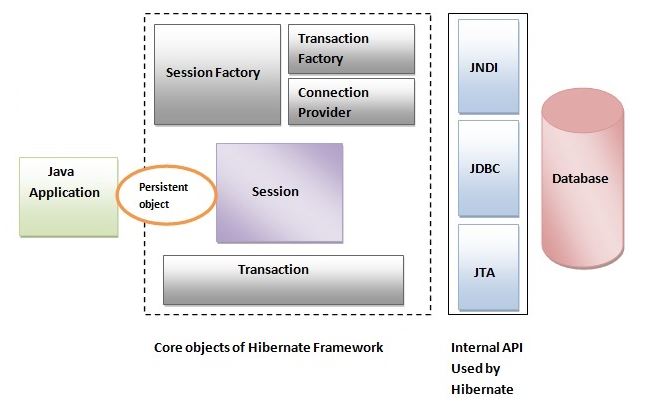 Session Factory
Transaction
Factory
Connection
Provider
JNDI
Java
Application
Persistent
object
Session
JDBC
Database
Transaction
JTA
Core objects of Hibernate Framework
Internal API
Used by
Hibernate